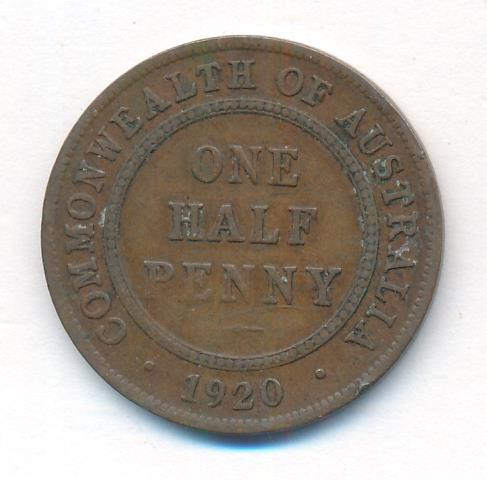 COMMONWEALTH OF AUSTRALIA
ONE
HALF
PENNY
1920